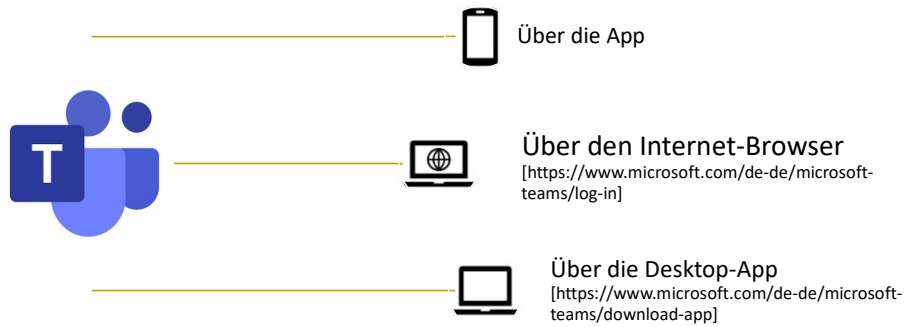 Über die App
T
Über den Internet-Browser
[https://www.microsoft.com/de-de/microsoft-
teams/log-in]
Über die Desktop-App
[https://www.microsoft.com/de-de/microsoft-
teams/download-app]